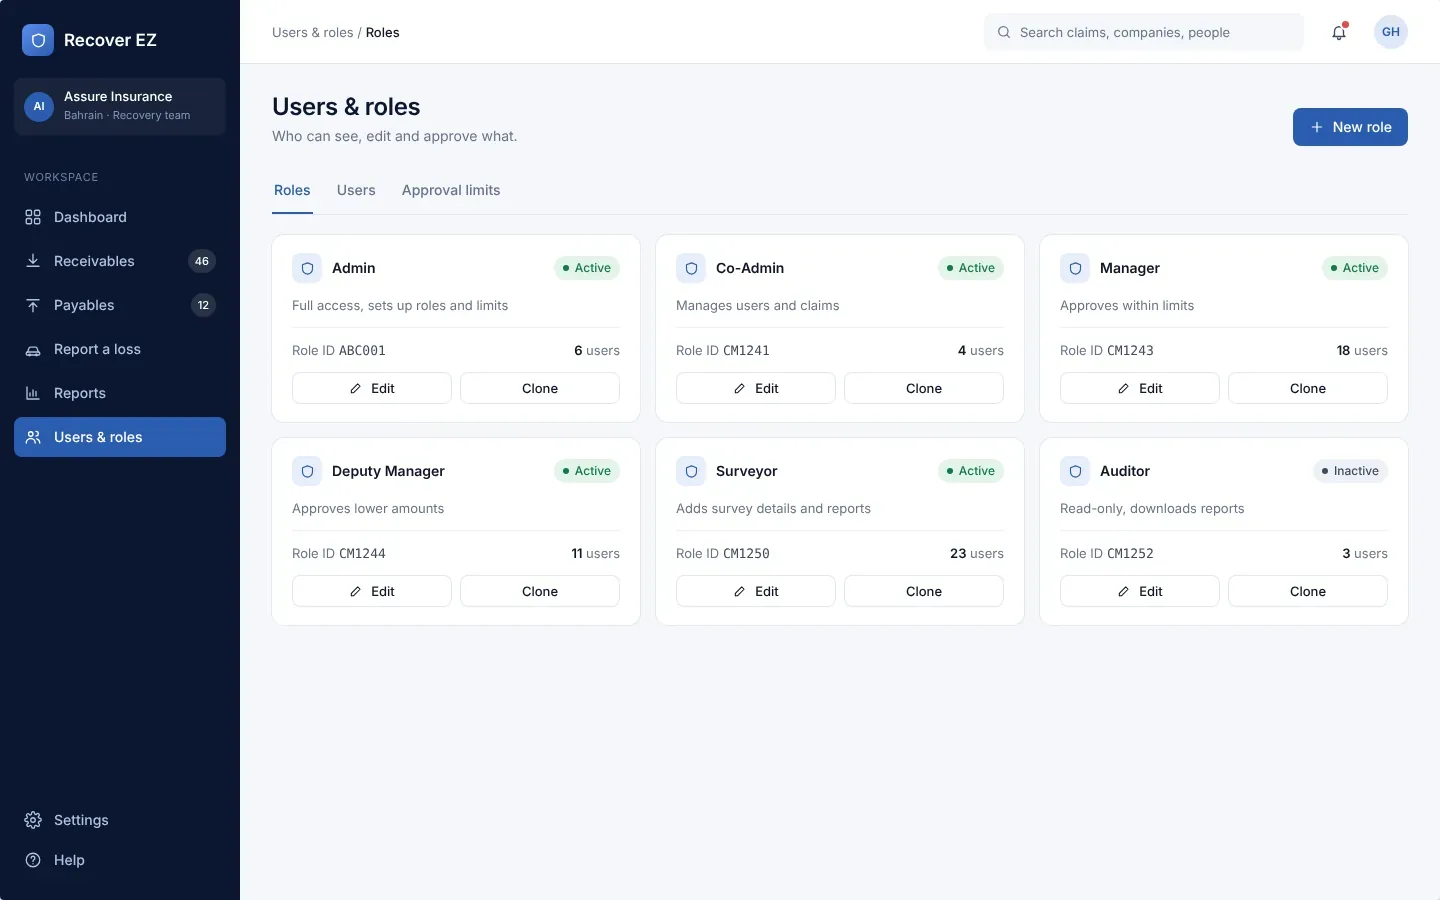 Recover EZ
AI
Assure Insurance
Bahrain · Recovery team
WORKSPACE
Dashboard
Receivables 46
Payables 12
Report a loss
Reports
Users & roles
Settings
Help
Users & roles / Roles
Search claims, companies, people
GH
Users & roles
Who can see, edit and approve what.
New role
Roles Users Approval limits
Admin Active
Full access, sets up roles and limits
Role ID ABC001 6 users
Edit Clone
Co-Admin Active
Manages users and claims
Role ID CM1241 4 users
Edit Clone
Manager Active
Approves within limits
Role ID CM1243 18 users
Edit Clone
Deputy Manager Active
Approves lower amounts
Role ID CM1244 11 users
Edit Clone
Surveyor Active
Adds survey details and reports
Role ID CM1250 23 users
Edit Clone
Auditor Inactive
Read-only, downloads reports
Role ID CM1252 3 users
Edit Clone